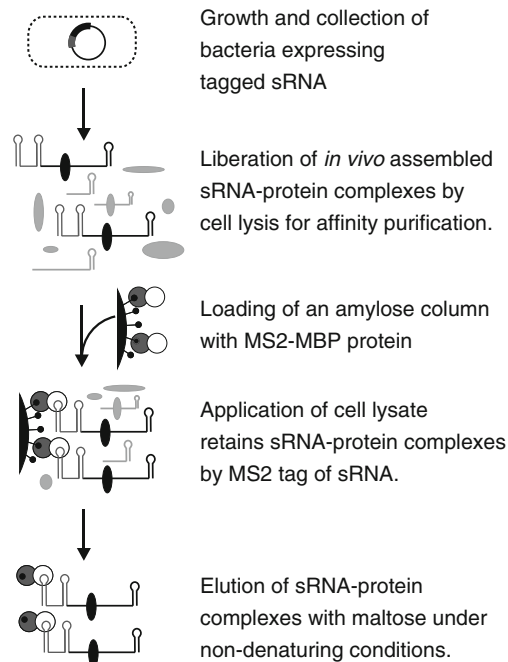 Growth and collection of
bacteria expressing
tagged sRNA
Liberation of in vivo assembled
sRNA-protein complexes by
cell lysis for affinity purification.
Loading of an amylose column
with MS2-MBP protein
Application of cell lysate
retains sRNA-protein complexes
by MS2 tag of sRNA.
Elution of sRNA-protein
complexes with maltose under
non-denaturing conditions.